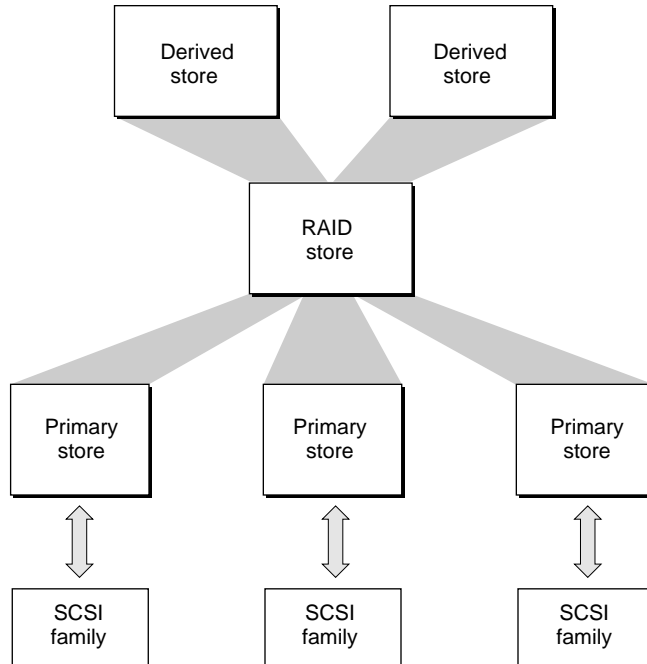 Derived
store
Derived
store
RAID
store
Primary
store
Primary
store
Primary
store
SCSI
family
SCSI
family
SCSI
family